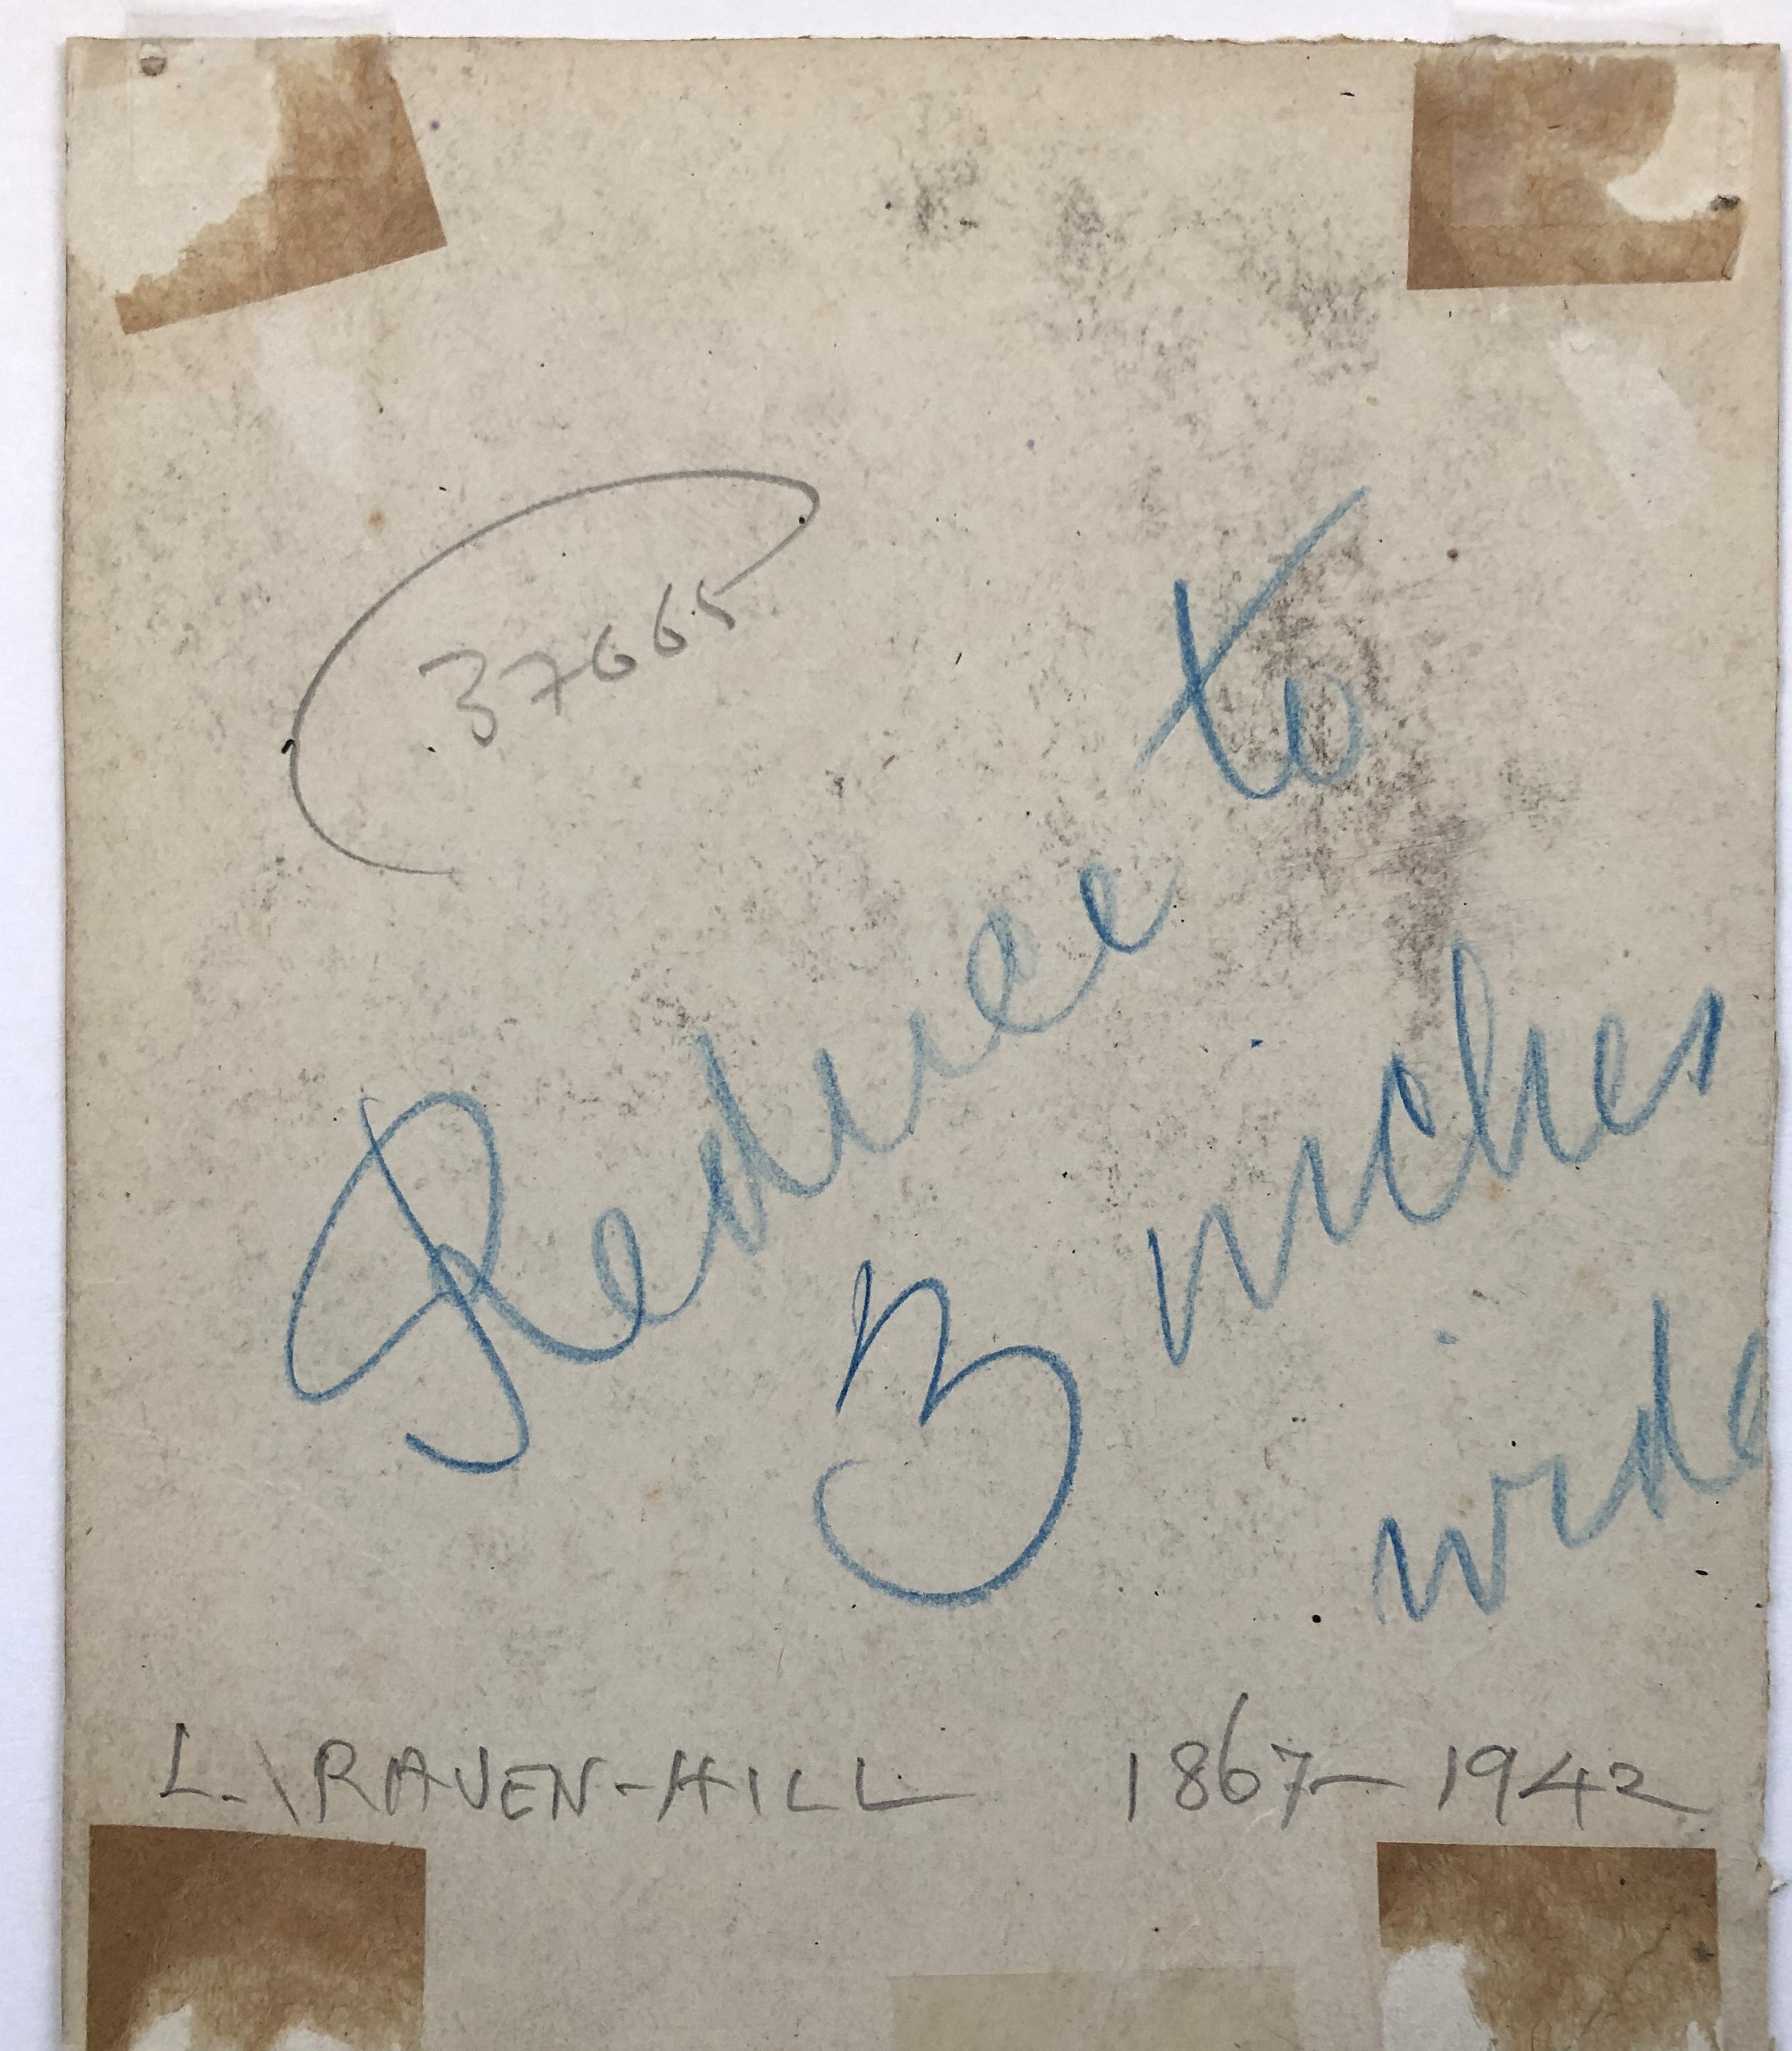 37665
Reduce to
3 inches
wide
L. RAVEN-HILL 1867-1942